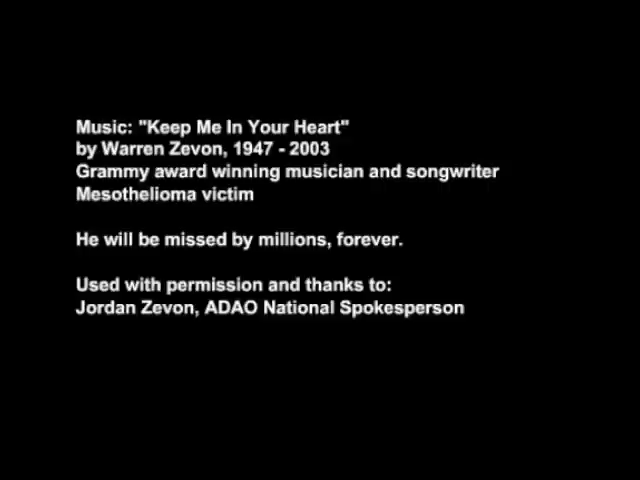 Music: "Keep Me In Your Heart"
by Warren Zevon, 1947 - 2003
Grammy award winning musician and songwriter
Mesothelioma victim
He will be missed by millions, forever.
Used with permission and thanks to:
Jordan Zevon, ADAO National Spokesperson